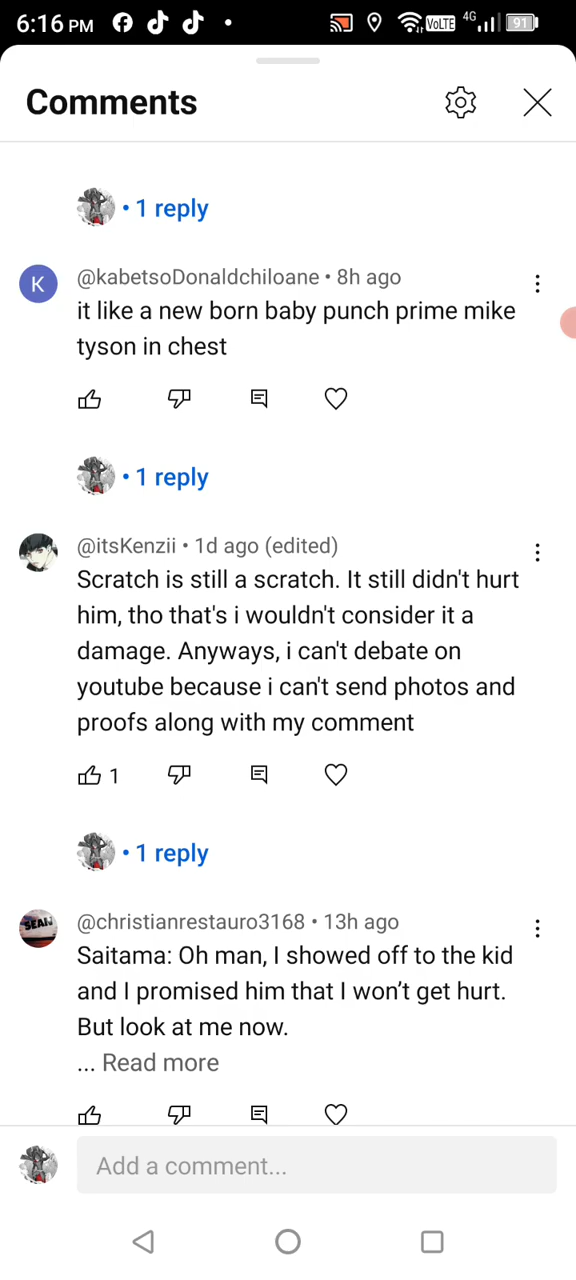 6:16 PM VoLTE 4G 91
Comments
• 1 reply
K @kabetsoDonaldchiloane • 8h ago
it like a new born baby punch prime mike
tyson in chest
• 1 reply
@itsKenzii • 1d ago (edited)
Scratch is still a scratch. It still didn't hurt
him, tho that's i wouldn't consider it a
damage. Anyways, i can't debate on
youtube because i can't send photos and
proofs along with my comment
1
• 1 reply
SEAN @christianrestauro3168 • 13h ago
Saitama: Oh man, I showed off to the kid
and I promised him that I won’t get hurt.
But look at me now.
... Read more
Add a comment...